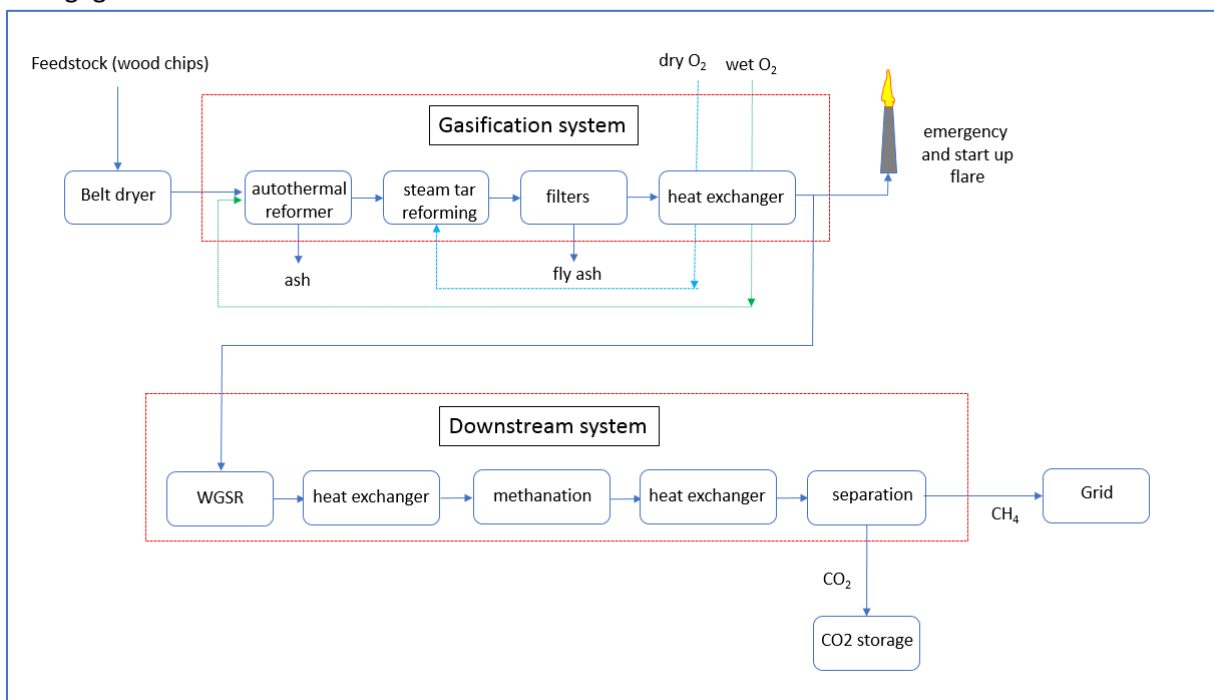 Feedstock (wood chips)
dry O₂
wet O₂
Gasification system
emergency
and start up
flare
Belt dryer
autothermal
reformer
steam tar
reforming
filters
heat exchanger
ash
fly ash
Downstream system
WGSR
heat exchanger
methanation
heat exchanger
separation
Grid
CH₄
CO₂
CO2 storage